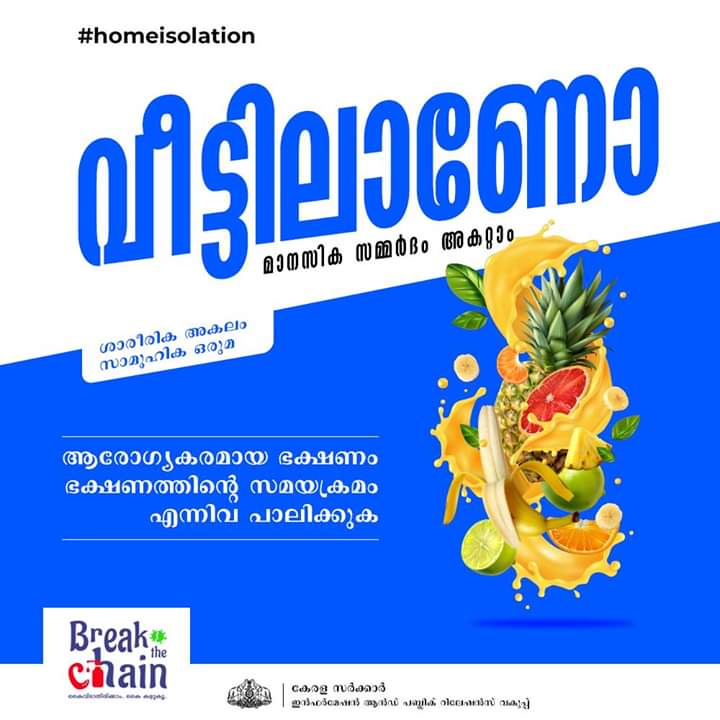 #homeisolation
വീട്ടിലാണോ
മാനസിക സമ്മർദം അകറ്റാം
ശാരീരിക അകലം
സാമൂഹിക ഒരുമ
ആരോഗ്യകരമായ ഭക്ഷണം
ഭക്ഷണത്തിന്റെ സമയക്രമം
എന്നിവ പാലിക്കുക
Break
the
chain
കൈവിടാതിരിക്കാം. കൈ കഴുകൂ.
കേരള സർക്കാർ
ഇൻഫർമേഷൻ ആൻഡ് പബ്ലിക് റിലേഷൻസ് വകുപ്പ്